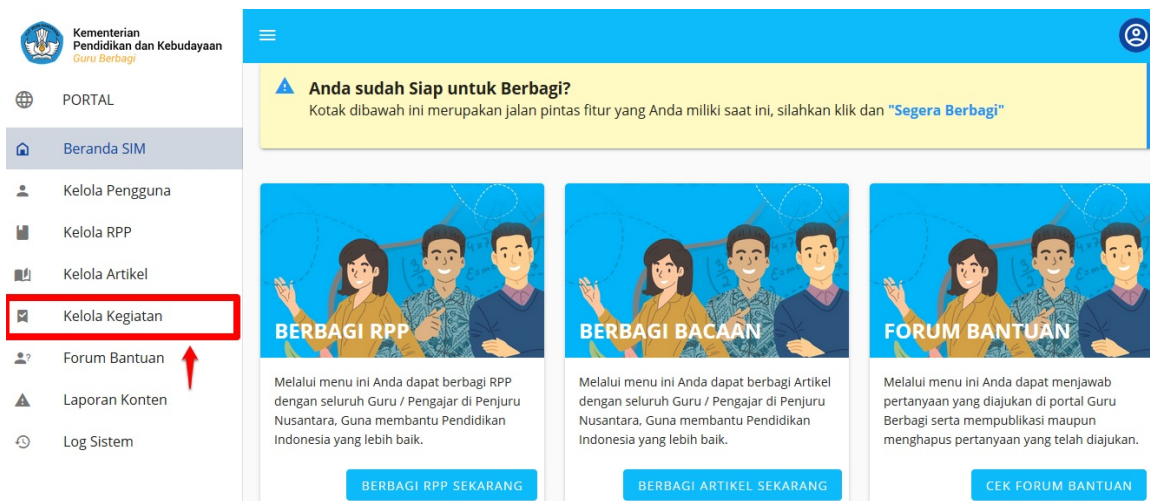 Kementerian
Pendidikan dan Kebudayaan
Guru Berbagi
PORTAL
Beranda SIM
Kelola Pengguna
Kelola RPP
Kelola Artikel
Kelola Kegiatan
Forum Bantuan
Laporan Konten
Log Sistem
Anda sudah Siap untuk Berbagi?
Kotak dibawah ini merupakan jalan pintas fitur yang Anda miliki saat ini, silahkan klik dan "Segera Berbagi"
BERBAGI RPP
Melalui menu ini Anda dapat berbagi RPP
dengan seluruh Guru / Pengajar di Penjuru
Nusantara, Guna membantu Pendidikan
Indonesia yang lebih baik.
BERBAGI RPP SEKARANG
BERBAGI BACAAN
Melalui menu ini Anda dapat berbagi Artikel
dengan seluruh Guru / Pengajar di Penjuru
Nusantara, Guna membantu Pendidikan
Indonesia yang lebih baik.
BERBAGI ARTIKEL SEKARANG
FORUM BANTUAN
Melalui menu ini Anda dapat menjawab
pertanyaan yang diajukan di portal Guru
Berbagi serta mempublikasi maupun
menghapus pertanyaan yang telah diajukan.
CEK FORUM BANTUAN